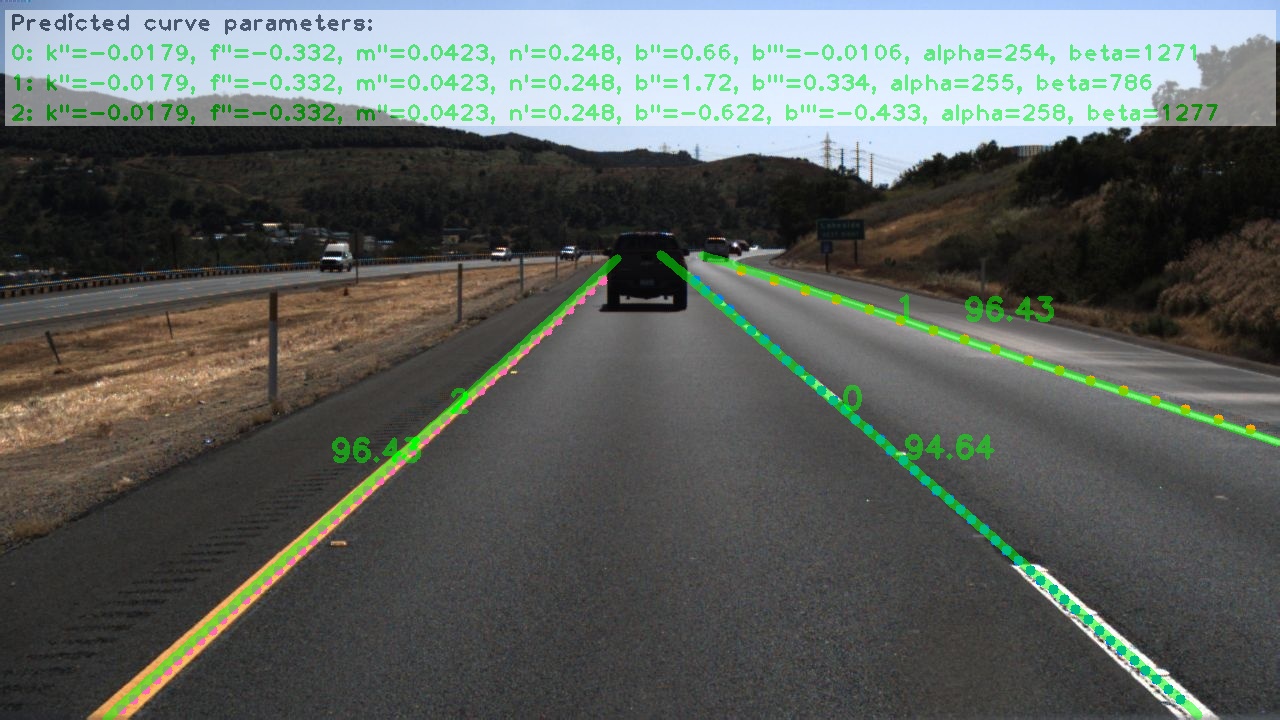 Predicted curve parameters:
0: k''=-0.0179, f''=-0.332, m''=0.0423, n'=0.248, b''=0.66, b'''=-0.0106, alpha=254, beta=1271
1: k''=-0.0179, f''=-0.332, m''=0.0423, n'=0.248, b''=1.72, b'''=0.334, alpha=255, beta=786
2: k''=-0.0179, f''=-0.332, m''=0.0423, n'=0.248, b''=-0.622, b'''=-0.433, alpha=258, beta=1277
Lakeside
1 96.43
2 0
96.43 94.64